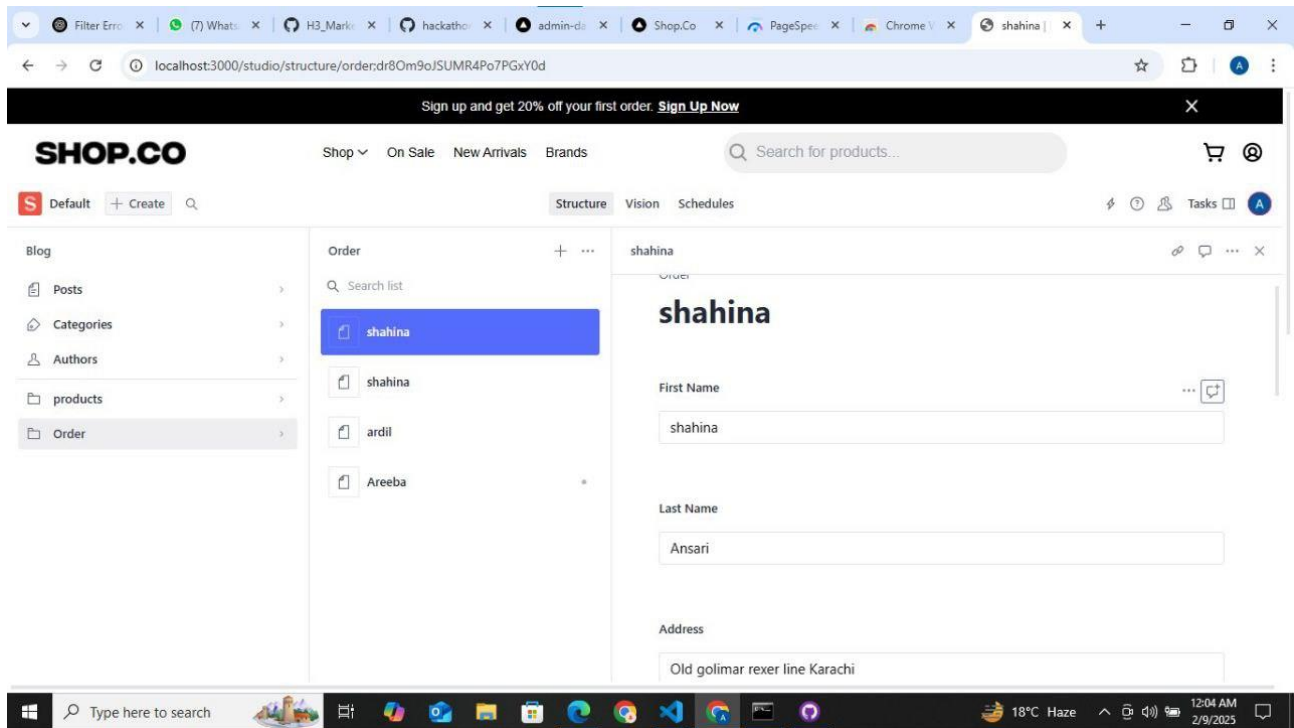 Filter Erro
(7) Whats
H3_Marke
hackatho
admin-da
Shop.Co
PageSpee
Chrome V
shahina |
localhost:3000/studio/structure/order;dr8Om9oJSUMR4Po7PGxY0d
A
Sign up and get 20% off your first order. Sign Up Now
SHOP.CO
Shop
On Sale
New Arrivals
Brands
Search for products...
S
Default
+ Create
Structure
Vision
Schedules
Tasks
A
Blog
Posts
Categories
Authors
products
Order
Order
Search list
shahina
shahina
ardil
Areeba
shahina
Order
shahina
First Name
shahina
Last Name
Ansari
Address
Old golimar rexer line Karachi
Type here to search
18°C Haze
12:04 AM
2/9/2025